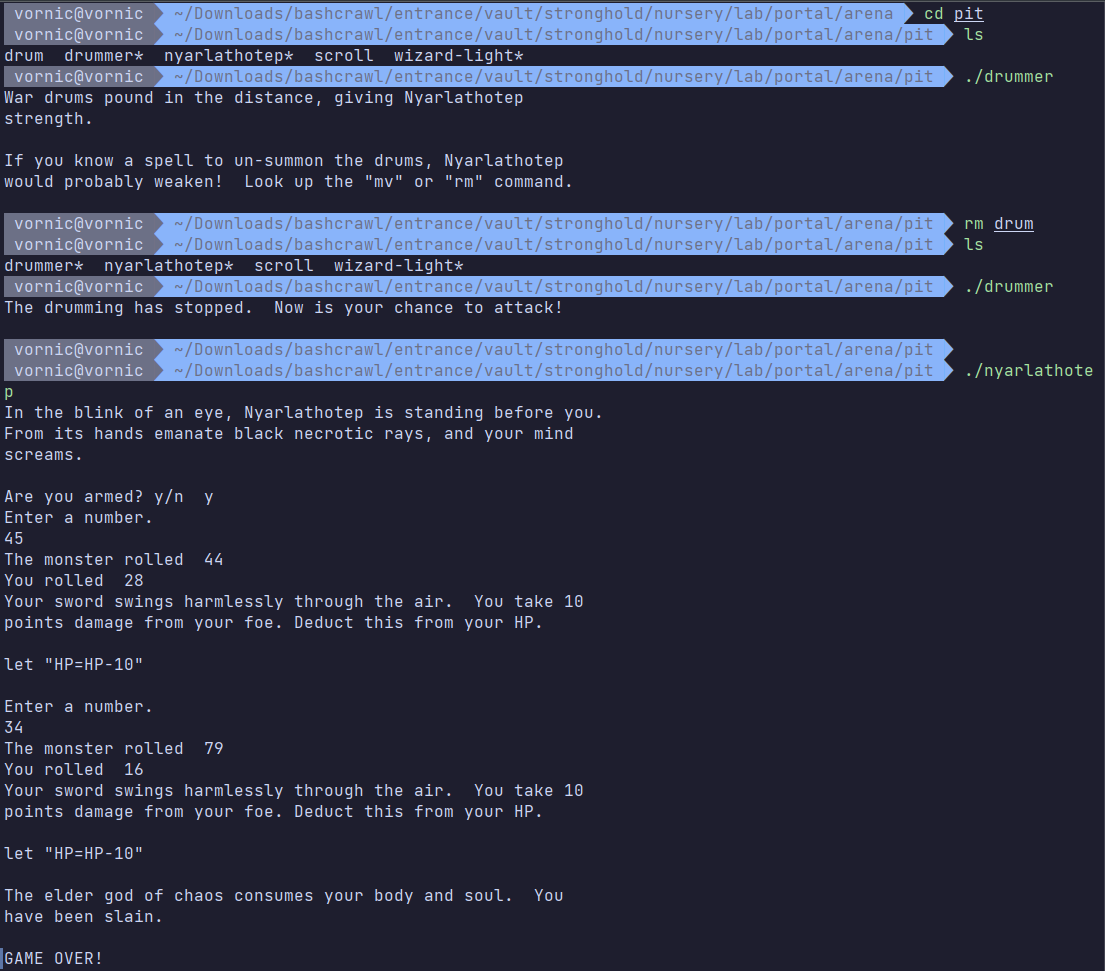 vornic@vornic ~/Downloads/bashcrawl/entrance/vault/stronghold/nursery/lab/portal/arena cd pit
vornic@vornic ~/Downloads/bashcrawl/entrance/vault/stronghold/nursery/lab/portal/arena/pit ls
drum drummer* nyarlathotep* scroll wizard-light*
vornic@vornic ~/Downloads/bashcrawl/entrance/vault/stronghold/nursery/lab/portal/arena/pit ./drummer
War drums pound in the distance, giving Nyarlathotep
strength.
If you know a spell to un-summon the drums, Nyarlathotep
would probably weaken! Look up the "mv" or "rm" command.
vornic@vornic ~/Downloads/bashcrawl/entrance/vault/stronghold/nursery/lab/portal/arena/pit rm drum
vornic@vornic ~/Downloads/bashcrawl/entrance/vault/stronghold/nursery/lab/portal/arena/pit ls
drummer* nyarlathotep* scroll wizard-light*
vornic@vornic ~/Downloads/bashcrawl/entrance/vault/stronghold/nursery/lab/portal/arena/pit ./drummer
The drumming has stopped. Now is your chance to attack!
vornic@vornic ~/Downloads/bashcrawl/entrance/vault/stronghold/nursery/lab/portal/arena/pit
vornic@vornic ~/Downloads/bashcrawl/entrance/vault/stronghold/nursery/lab/portal/arena/pit ./nyarlathote
p
In the blink of an eye, Nyarlathotep is standing before you.
From its hands emanate black necrotic rays, and your mind
screams.
Are you armed? y/n y
Enter a number.
45
The monster rolled 44
You rolled 28
Your sword swings harmlessly through the air. You take 10
points damage from your foe. Deduct this from your HP.
let "HP=HP-10"
Enter a number.
34
The monster rolled 79
You rolled 16
Your sword swings harmlessly through the air. You take 10
points damage from your foe. Deduct this from your HP.
let "HP=HP-10"
The elder god of chaos consumes your body and soul. You
have been slain.
GAME OVER!